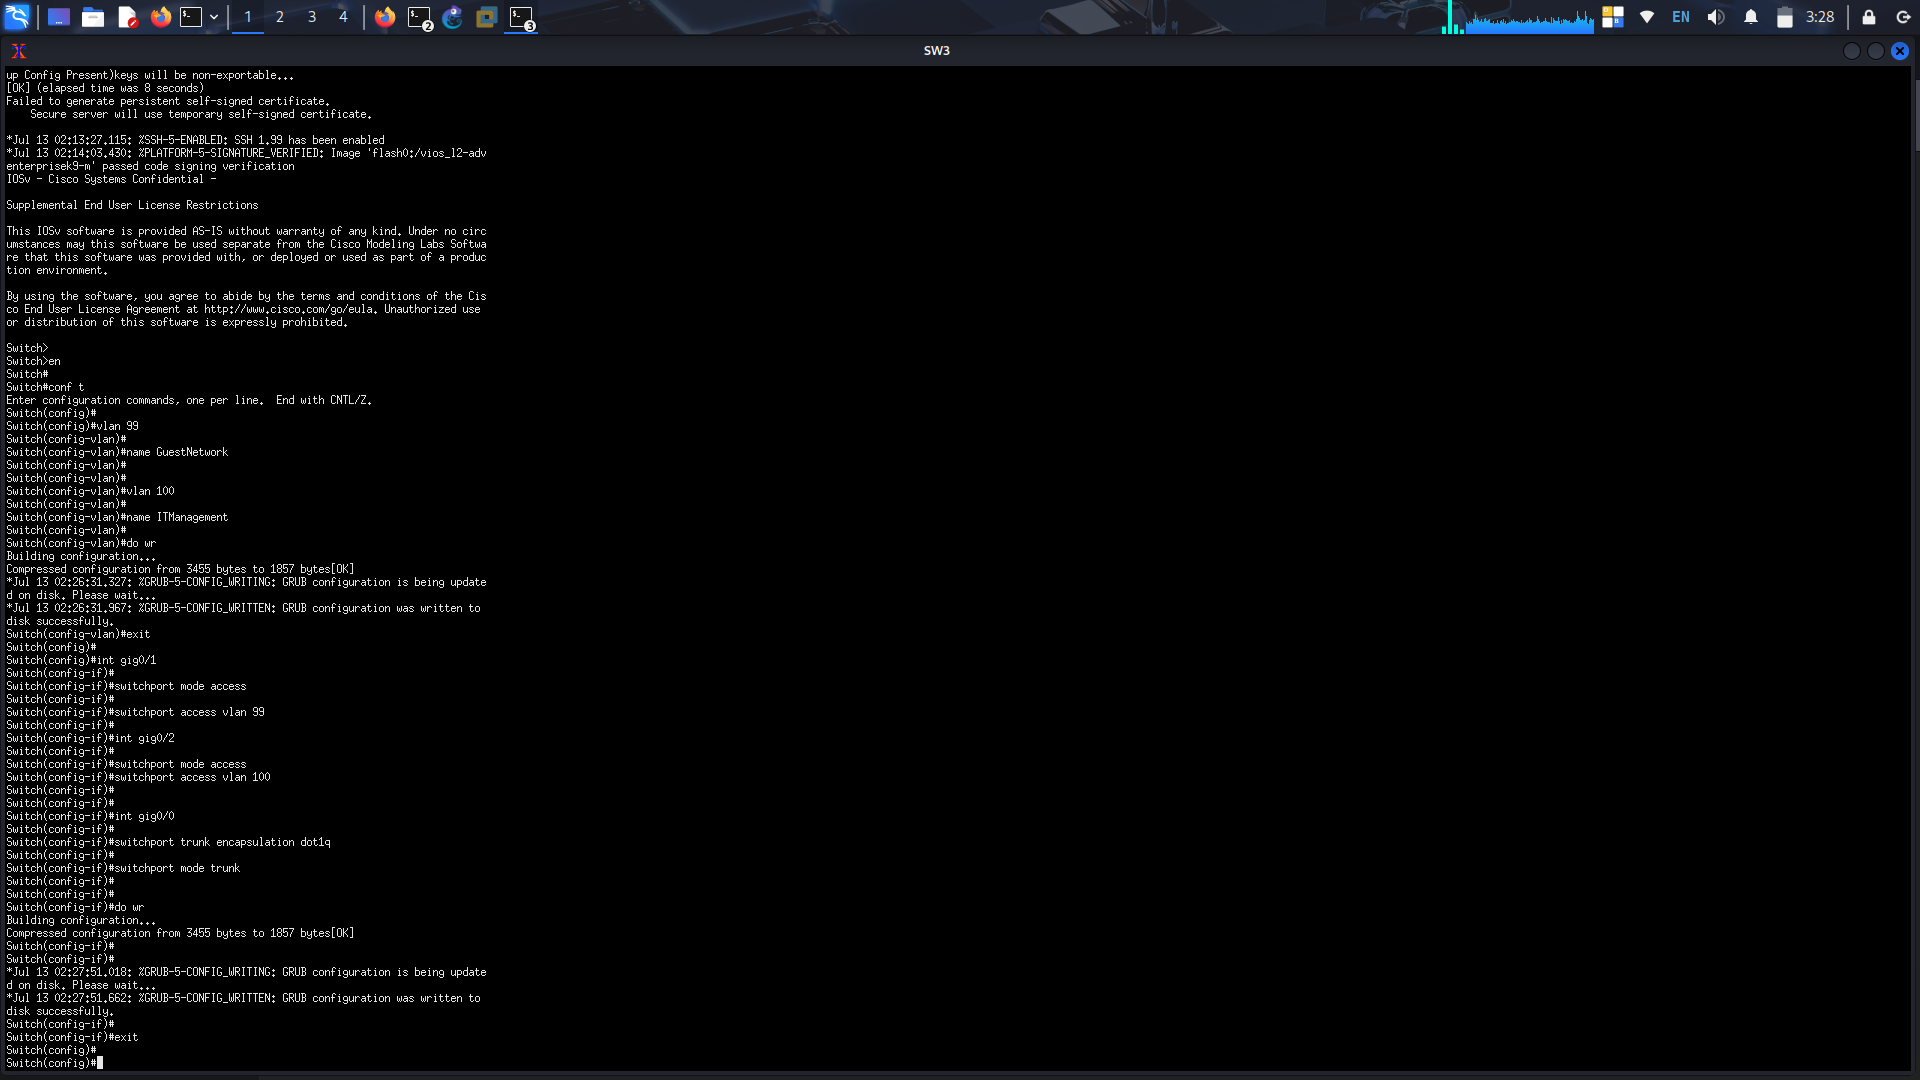 1 2 3 4 2 3 EN 3:28
SW3
up Config Present)keys will be non-exportable...
[OK] (elapsed time was 8 seconds)
Failed to generate persistent self-signed certificate.
    Secure server will use temporary self-signed certificate.
*Jul 13 02:13:27.115: %SSH-5-ENABLED: SSH 1.99 has been enabled
*Jul 13 02:14:03.430: %PLATFORM-5-SIGNATURE_VERIFIED: Image 'flash0:/vios_l2-adv
enterprisek9-m' passed code signing verification
IOSv - Cisco Systems Confidential -
Supplemental End User License Restrictions
This IOSv software is provided AS-IS without warranty of any kind. Under no circ
umstances may this software be used separate from the Cisco Modeling Labs Softwa
re that this software was provided with, or deployed or used as part of a produc
tion environment.
By using the software, you agree to abide by the terms and conditions of the Cis
co End User License Agreement at http://www.cisco.com/go/eula. Unauthorized use
or distribution of this software is expressly prohibited.
Switch>
Switch>en
Switch#
Switch#conf t
Enter configuration commands, one per line.  End with CNTL/Z.
Switch(config)#
Switch(config)#vlan 99
Switch(config-vlan)#
Switch(config-vlan)#name GuestNetwork
Switch(config-vlan)#
Switch(config-vlan)#
Switch(config-vlan)#vlan 100
Switch(config-vlan)#
Switch(config-vlan)#name ITManagement
Switch(config-vlan)#
Switch(config-vlan)#do wr
Building configuration...
Compressed configuration from 3455 bytes to 1857 bytes[OK]
*Jul 13 02:26:31.327: %GRUB-5-CONFIG_WRITING: GRUB configuration is being update
d on disk. Please wait...
*Jul 13 02:26:31.967: %GRUB-5-CONFIG_WRITTEN: GRUB configuration was written to
disk successfully.
Switch(config-vlan)#exit
Switch(config)#
Switch(config)#int gig0/1
Switch(config-if)#
Switch(config-if)#switchport mode access
Switch(config-if)#
Switch(config-if)#switchport access vlan 99
Switch(config-if)#
Switch(config-if)#int gig0/2
Switch(config-if)#
Switch(config-if)#switchport mode access
Switch(config-if)#switchport access vlan 100
Switch(config-if)#
Switch(config-if)#
Switch(config-if)#int gig0/0
Switch(config-if)#
Switch(config-if)#switchport trunk encapsulation dot1q
Switch(config-if)#
Switch(config-if)#switchport mode trunk
Switch(config-if)#
Switch(config-if)#
Switch(config-if)#do wr
Building configuration...
Compressed configuration from 3455 bytes to 1857 bytes[OK]
Switch(config-if)#
Switch(config-if)#
*Jul 13 02:27:51.018: %GRUB-5-CONFIG_WRITING: GRUB configuration is being update
d on disk. Please wait...
*Jul 13 02:27:51.662: %GRUB-5-CONFIG_WRITTEN: GRUB configuration was written to
disk successfully.
Switch(config-if)#
Switch(config-if)#exit
Switch(config)#
Switch(config)#